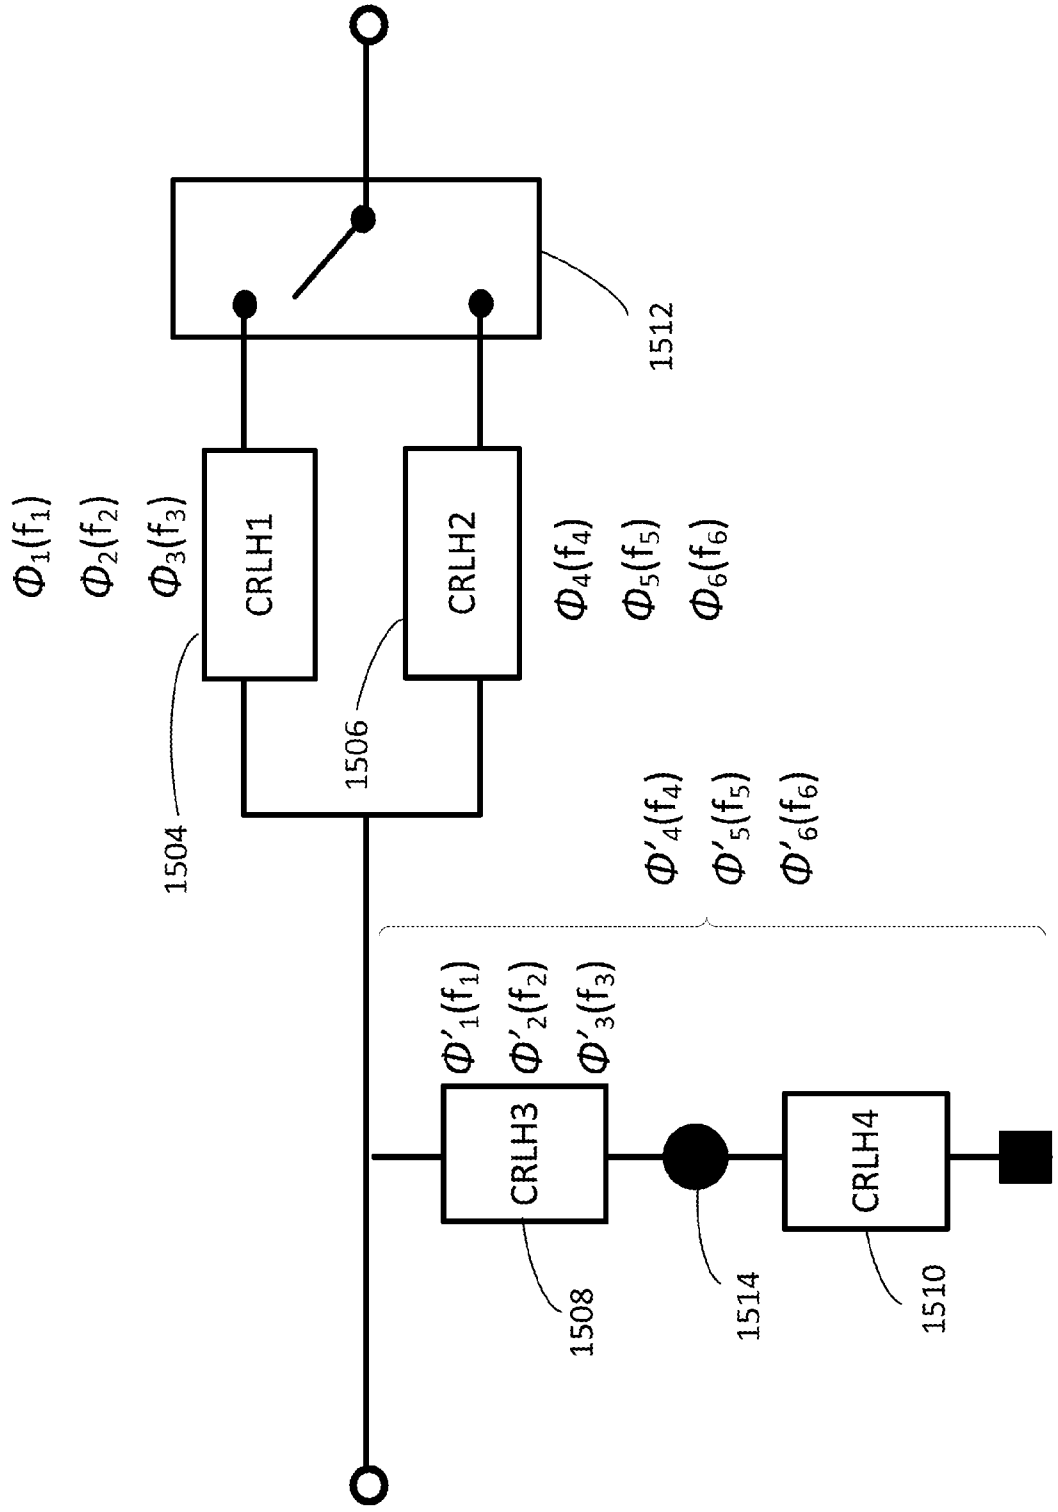 Φ₁(f₁)
Φ₂(f₂)
Φ₃(f₃)
1504
CRLH1
1506
CRLH2
Φ₄(f₄)
Φ₅(f₅)
Φ₆(f₆)
1512
Φ'₁(f₁)
Φ'₂(f₂)
Φ'₃(f₃)
Φ'₄(f₄)
Φ'₅(f₅)
Φ'₆(f₆)
CRLH3
1508
1514
CRLH4
1510